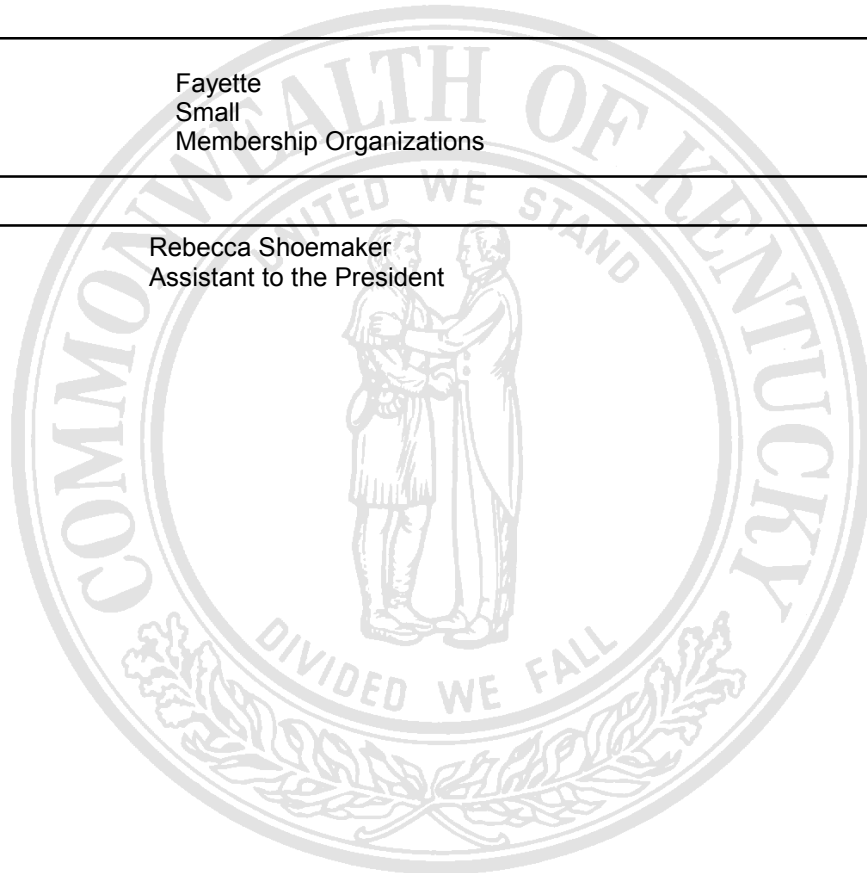 Fayette
Small
Membership Organizations
Rebecca Shoemaker
Assistant to the President
COMMONWEALTH OF KENTUCKY
UNITED WE STAND
DIVIDED WE FALL